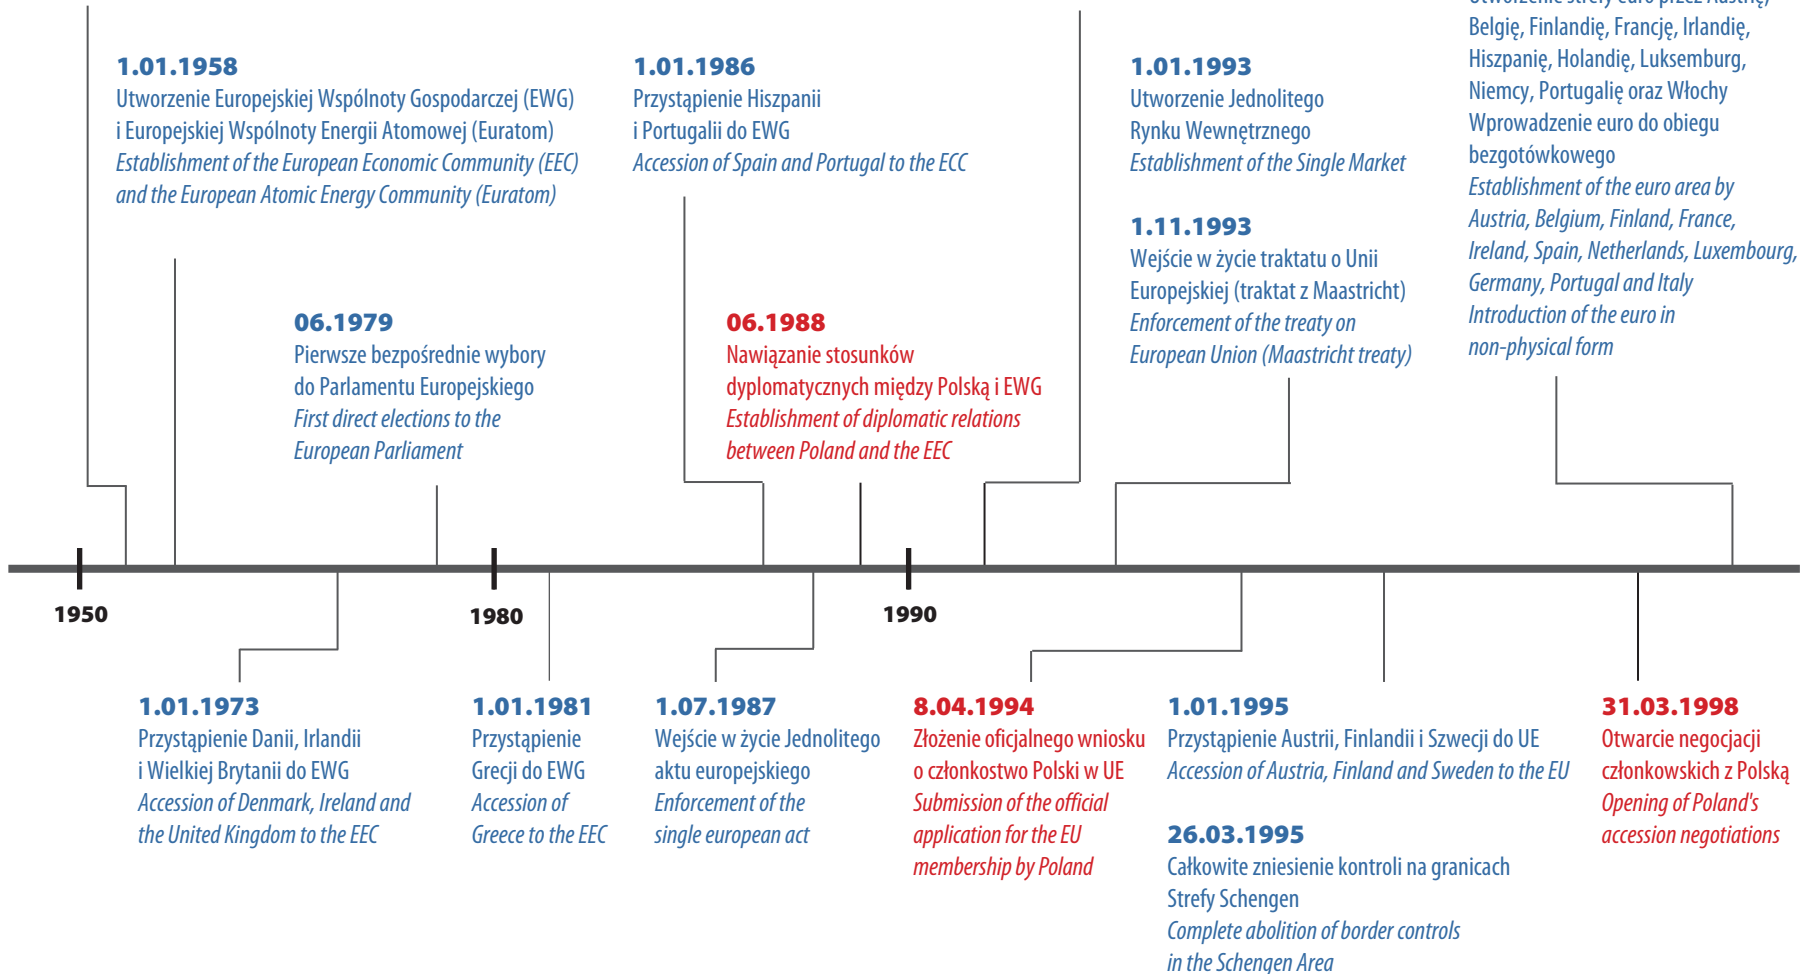 1.01.1958
Utworzenie Europejskiej Wspólnoty Gospodarczej (EWG)
i Europejskiej Wspólnoty Energii Atomowej (Euratom)
Establishment of the European Economic Community (EEC)
and the European Atomic Energy Community (Euratom)
06.1979
Pierwsze bezpośrednie wybory
do Parlamentu Europejskiego
First direct elections to the
European Parliament
1.01.1986
Przystąpienie Hiszpanii
i Portugalii do EWG
Accession of Spain and Portugal to the ECC
06.1988
Nawiązanie stosunków
dyplomatycznych między Polską i EWG
Establishment of diplomatic relations
between Poland and the EEC
1.01.1993
Utworzenie Jednolitego
Rynku Wewnętrznego
Establishment of the Single Market
1.11.1993
Wejście w życie traktatu o Unii
Europejskiej (traktat z Maastricht)
Enforcement of the treaty on
European Union (Maastricht treaty)
Utworzenie strefy euro przez Austrię,
Belgię, Finlandię, Francję, Irlandię,
Hiszpanię, Holandię, Luksemburg,
Niemcy, Portugalię oraz Włochy
Wprowadzenie euro do obiegu
bezgotówkowego
Establishment of the euro area by
Austria, Belgium, Finland, France,
Ireland, Spain, Netherlands, Luxembourg,
Germany, Portugal and Italy
Introduction of the euro in
non-physical form
1950
1980
1990
1.01.1973
Przystąpienie Danii, Irlandii
i Wielkiej Brytanii do EWG
Accession of Denmark, Ireland and
the United Kingdom to the EEC
1.01.1981
Przystąpienie
Grecji do EWG
Accession of
Greece to the EEC
1.07.1987
Wejście w życie Jednolitego
aktu europejskiego
Enforcement of the
single european act
8.04.1994
Złożenie oficjalnego wniosku
o członkostwo Polski w UE
Submission of the official
application for the EU
membership by Poland
1.01.1995
Przystąpienie Austrii, Finlandii i Szwecji do UE
Accession of Austria, Finland and Sweden to the EU
26.03.1995
Całkowite zniesienie kontroli na granicach
Strefy Schengen
Complete abolition of border controls
in the Schengen Area
31.03.1998
Otwarcie negocjacji
członkowskich z Polską
Opening of Poland's
accession negotiations